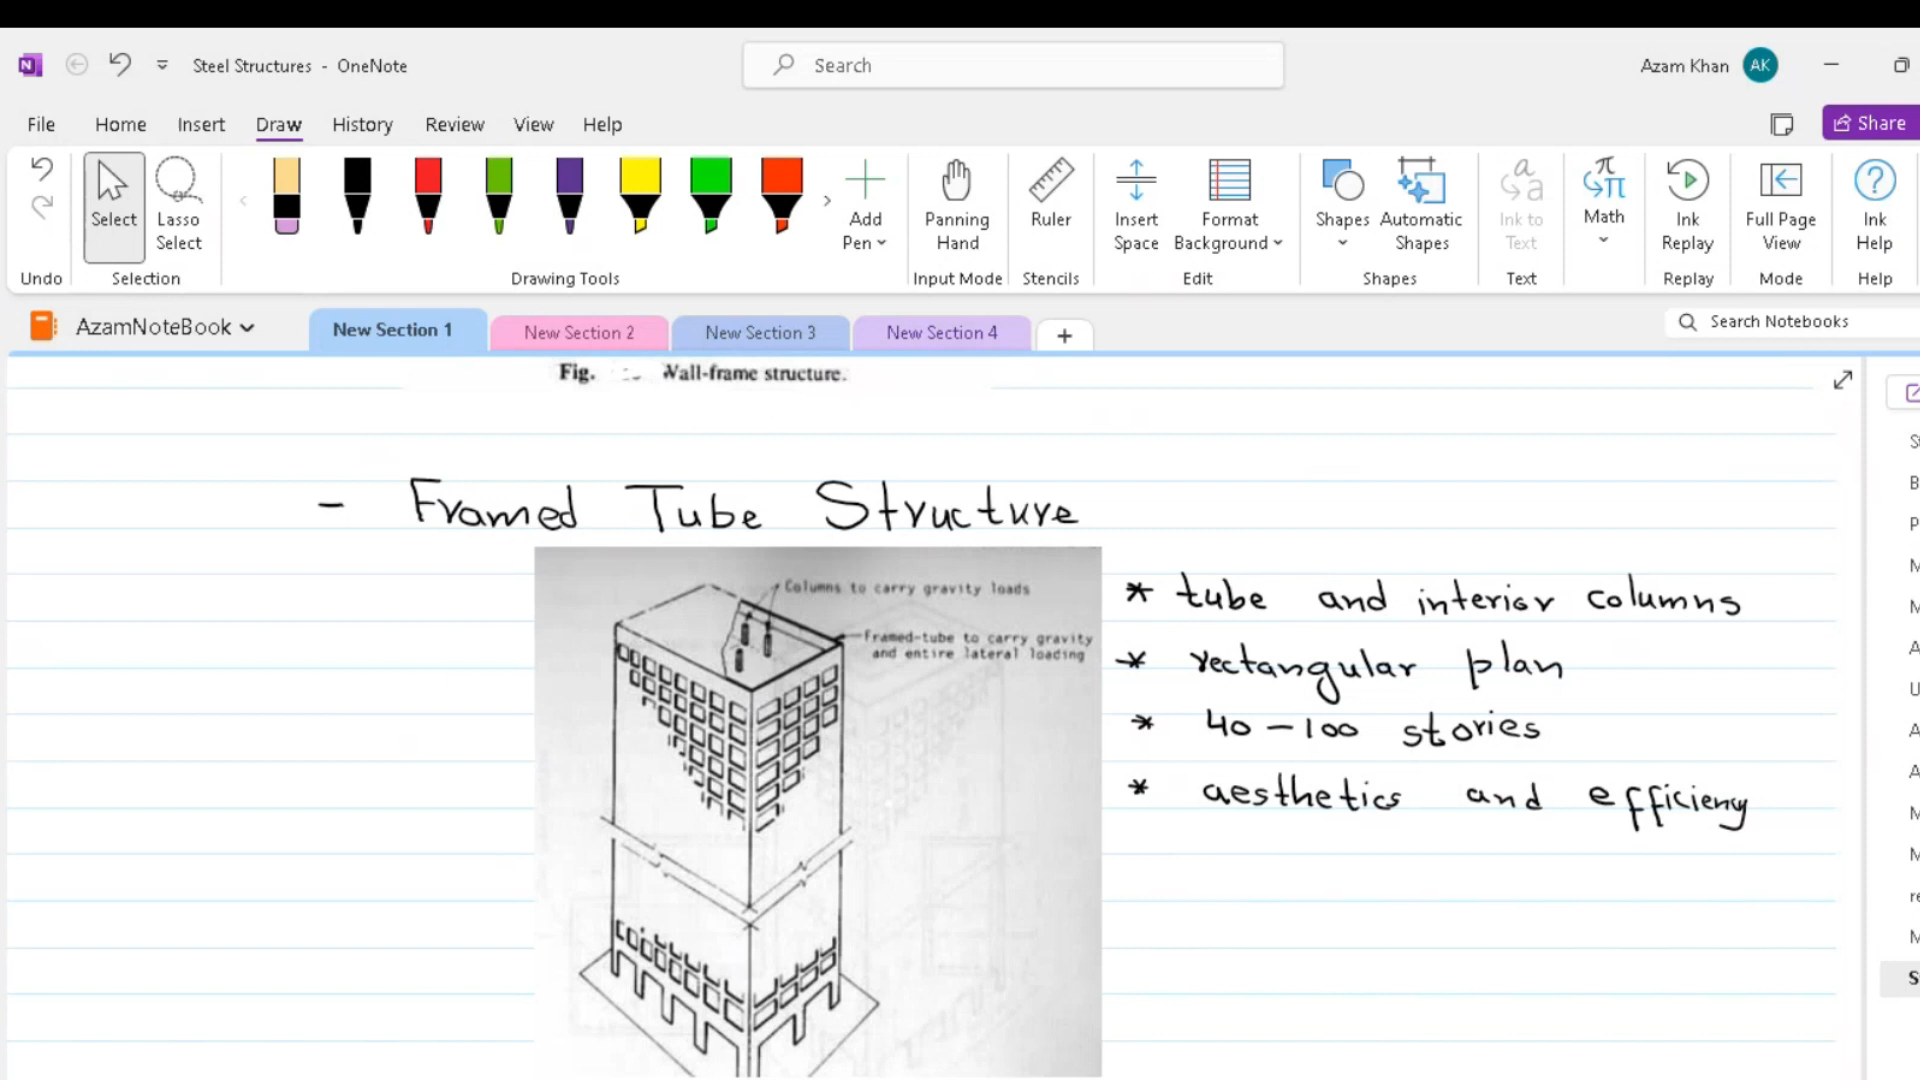 Steel Structures - OneNote
Search
Azam Khan
AK
File Home Insert Draw History Review View Help
Share
Select
Lasso Select
Add Pen
Panning Hand
Ruler
Insert Space
Format Background
Shapes
Automatic Shapes
Ink to Text
Math
Ink Replay
Full Page View
Ink Help
Undo Selection Drawing Tools Input Mode Stencils Edit Shapes Text Replay Mode Help
AzamNoteBook New Section 1 New Section 2 New Section 3 New Section 4 +
Search Notebooks
Fig. Wall-frame structure.
- Framed Tube Structure
Columns to carry gravity loads
Framed-tube to carry gravity
and entire lateral loading
* tube and interior columns
* rectangular plan
* 40 - 100 stories
* aesthetics and efficiency